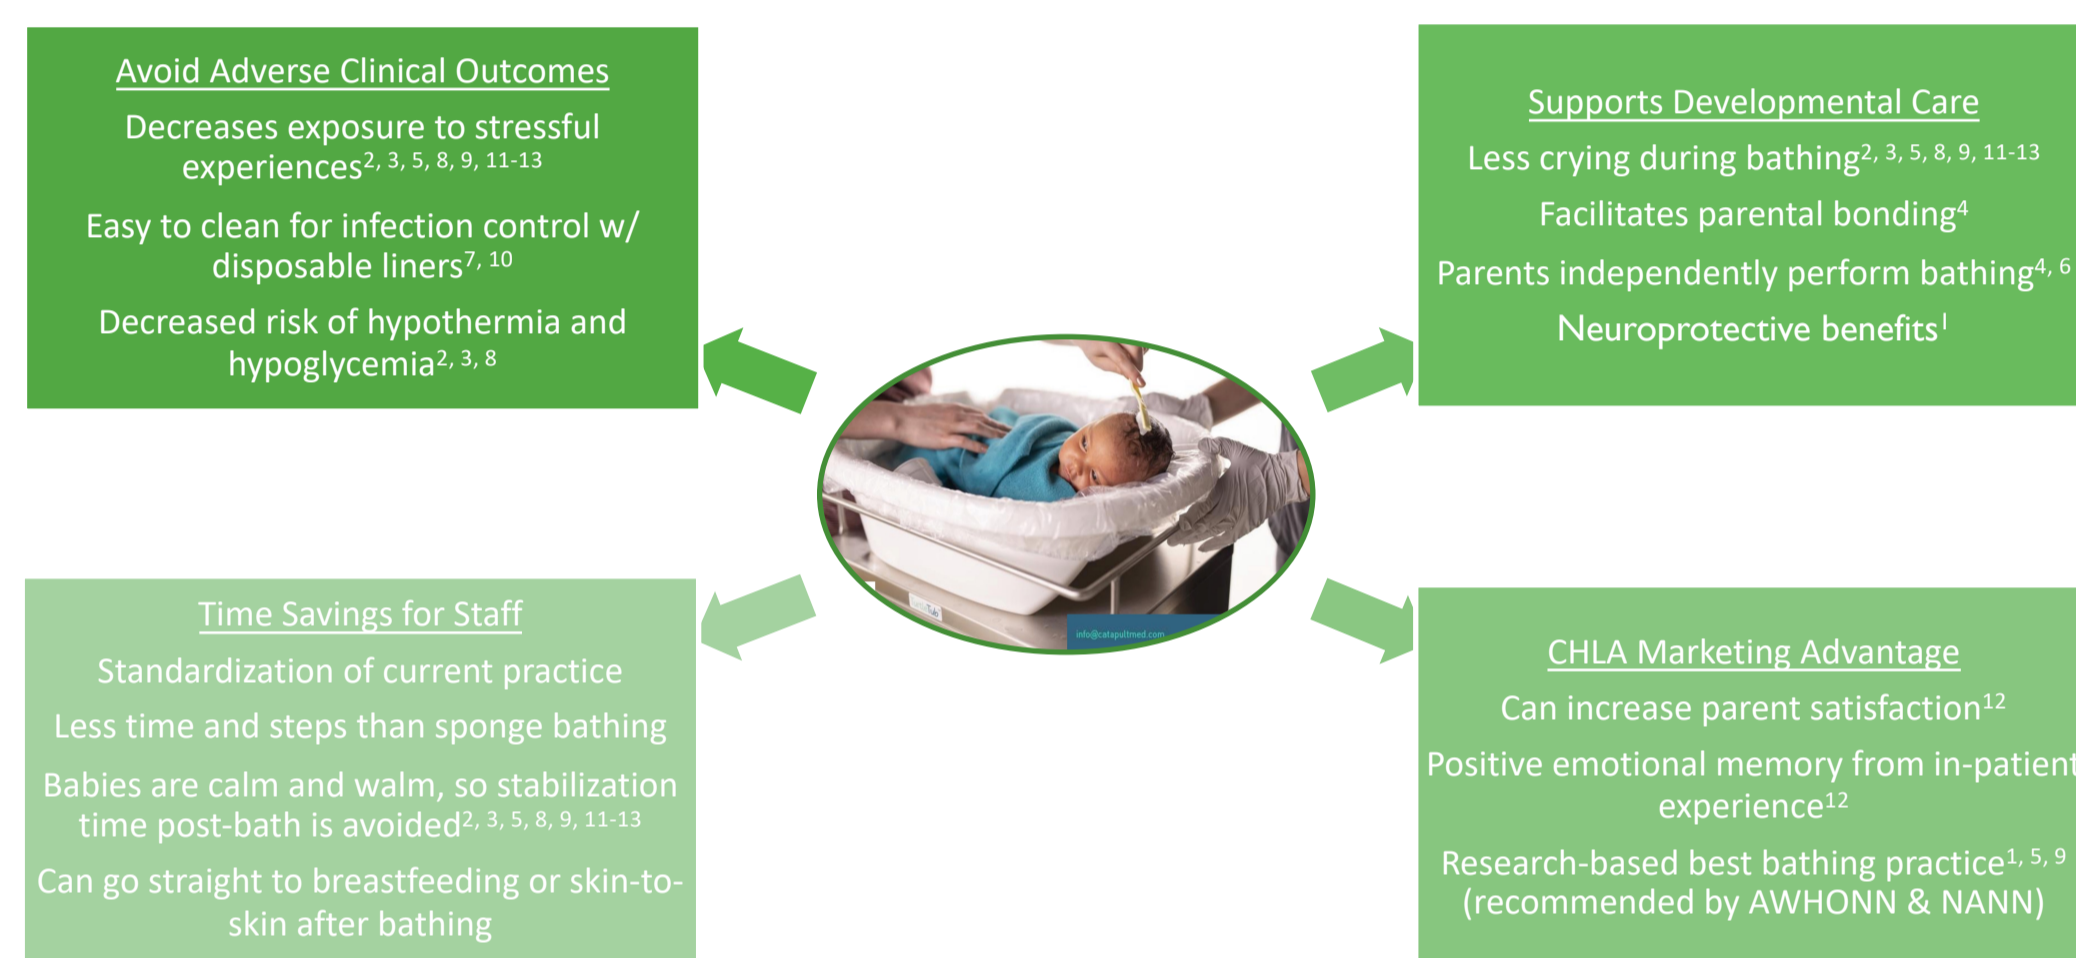 Avoid Adverse Clinical Outcomes
Decreases exposure to stressful
experiences2, 3, 5, 8, 9, 11-13
Easy to clean for infection control w/
disposable liners7, 10
Decreased risk of hypothermia and
hypoglycemia2, 3, 8
Supports Developmental Care
Less crying during bathing2, 3, 5, 8, 9, 11-13
Facilitates parental bonding4
Parents independently perform bathing4, 6
Neuroprotective benefits1
Tub
info@catapultmed.com
Time Savings for Staff
Standardization of current practice
Less time and steps than sponge bathing
Babies are calm and walm, so stabilization
time post-bath is avoided2, 3, 5, 8, 9, 11-13
Can go straight to breastfeeding or skin-to-
skin after bathing
CHLA Marketing Advantage
Can increase parent satisfaction12
Positive emotional memory from in-patient
experience12
Research-based best bathing practice1, 5, 9
(recommended by AWHONN & NANN)